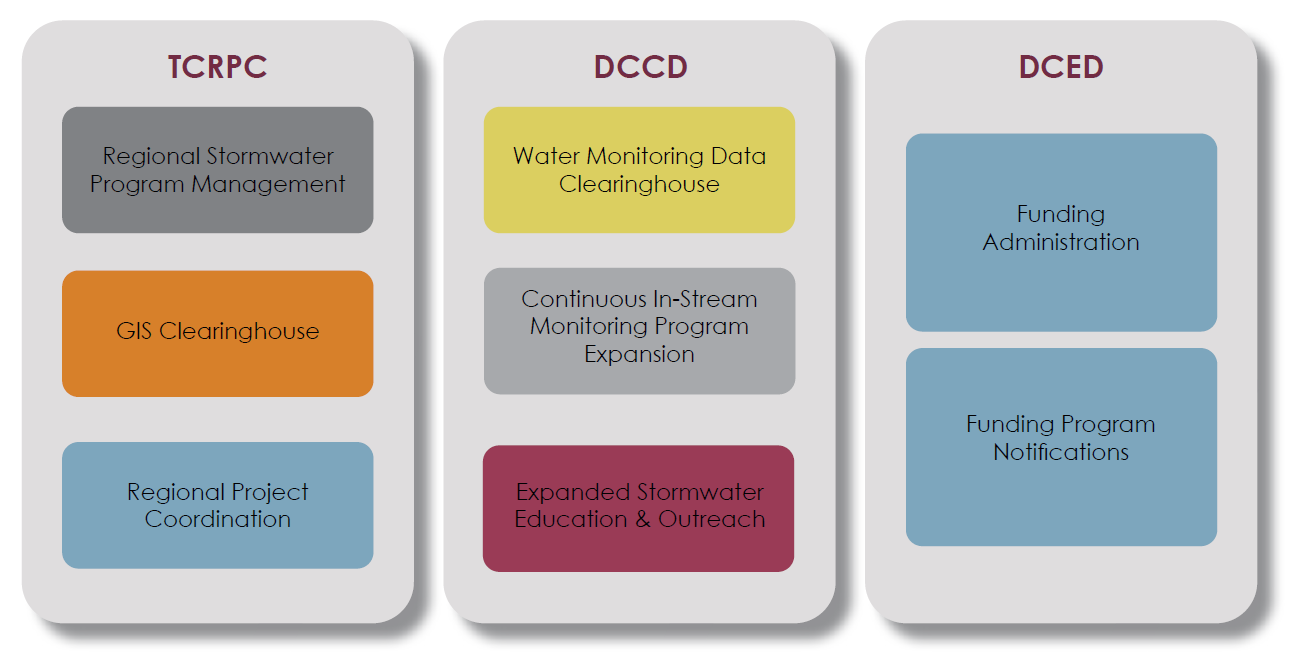 TCRPC
Regional Stormwater
Program Management
GIS Clearinghouse
Regional Project
Coordination
DCCD
Water Monitoring Data
Clearinghouse
Continuous In-Stream
Monitoring Program
Expansion
Expanded Stormwater
Education & Outreach
DCED
Funding
Administration
Funding Program
Notifications